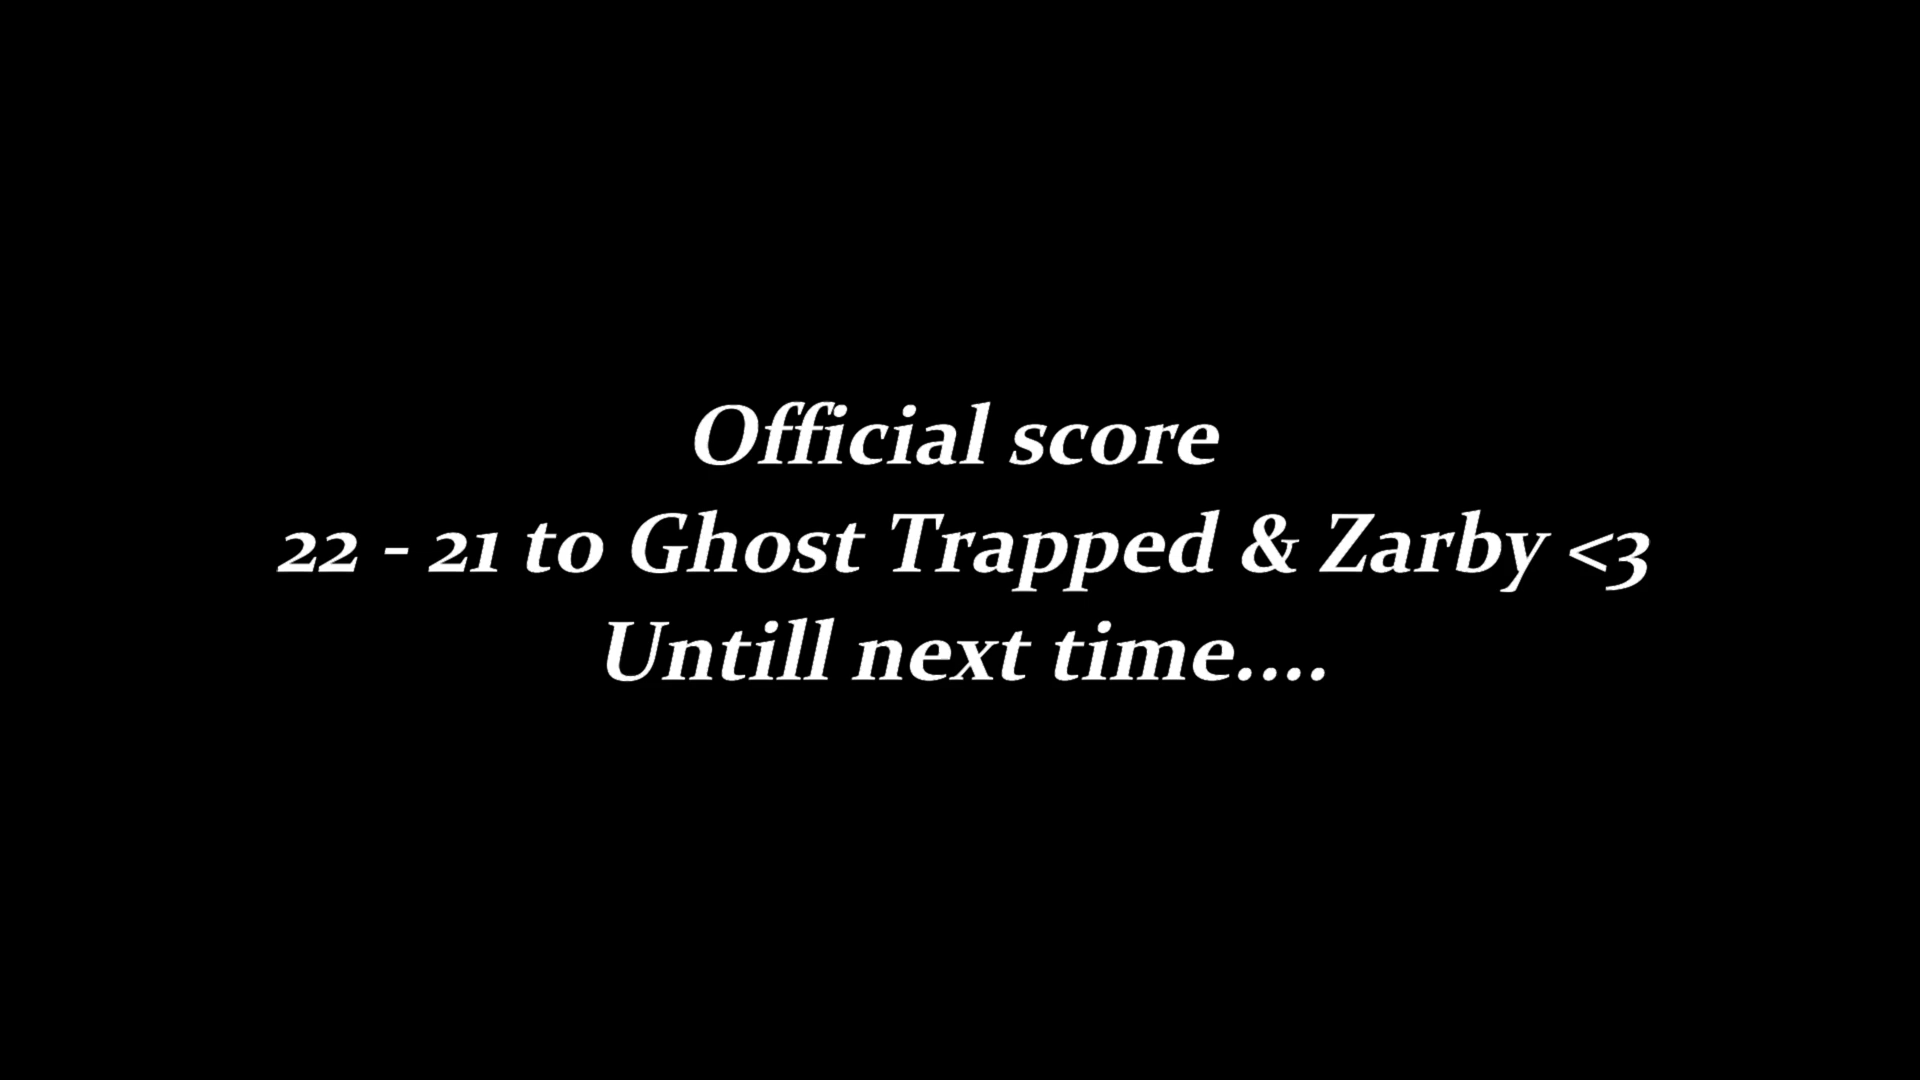 Official score
22 - 21 to Ghost Trapped & Zarby <3
Untill next time....